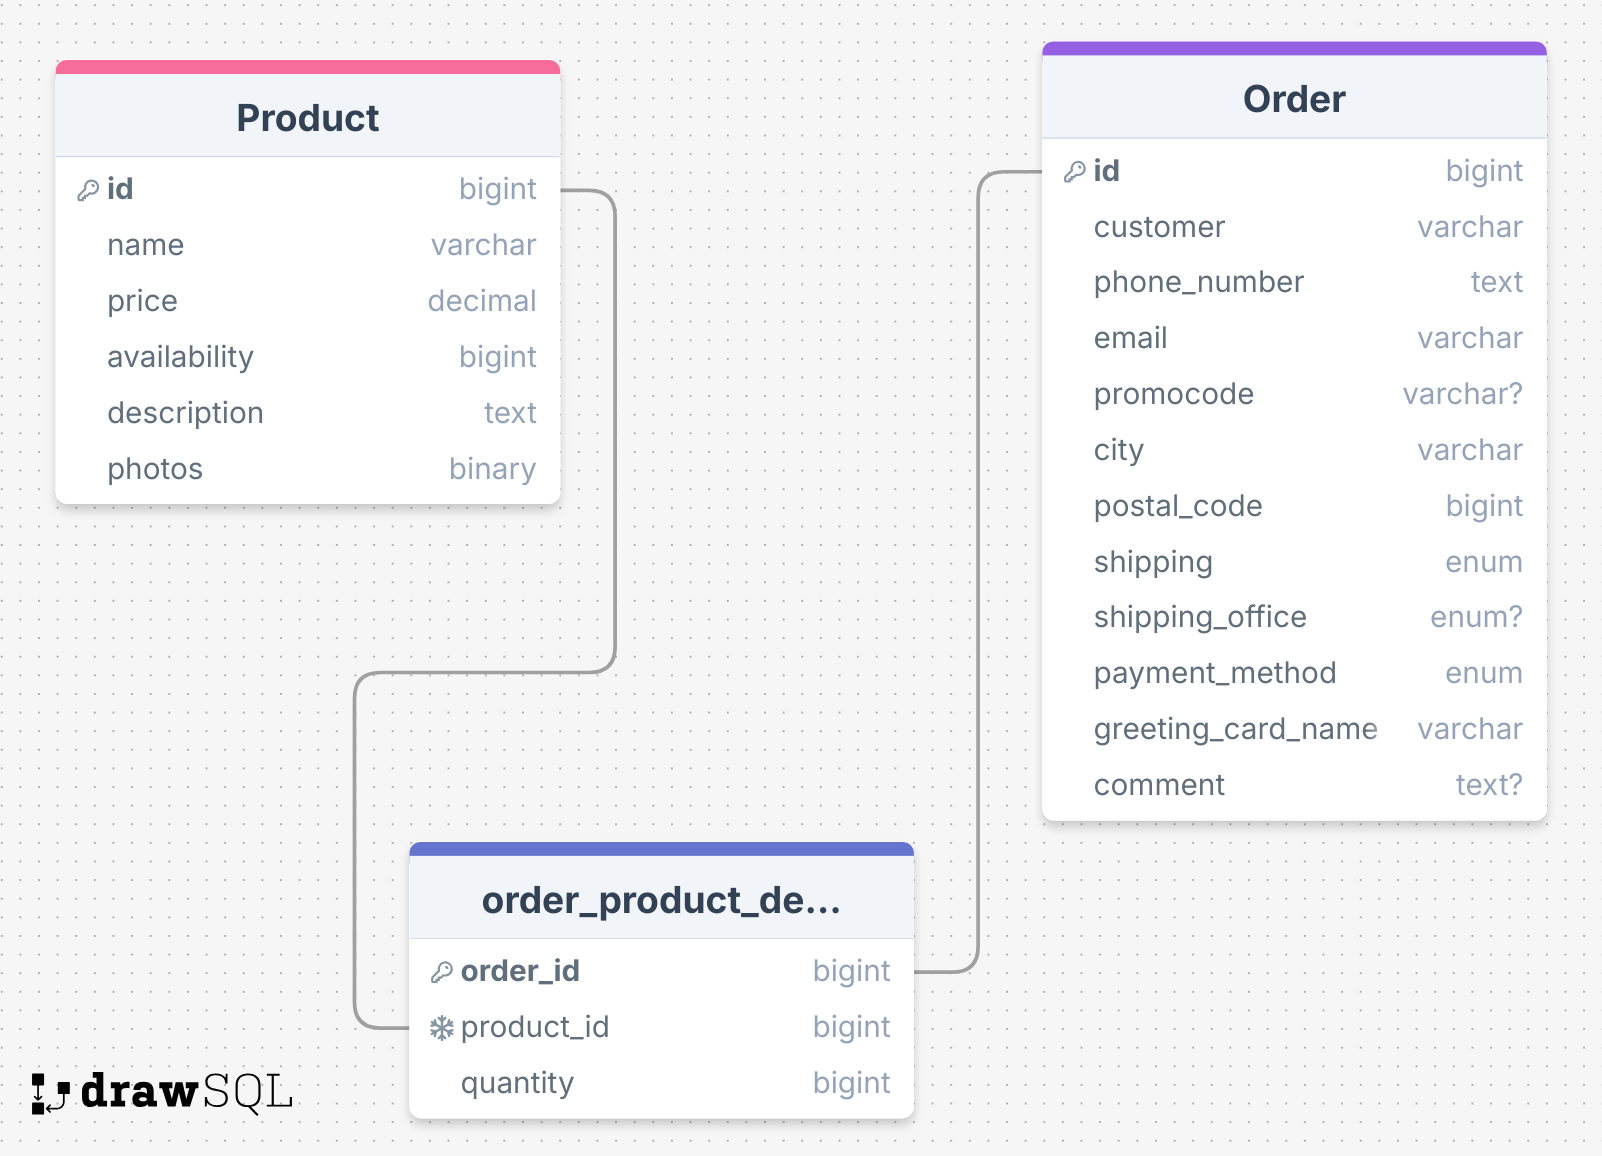 Product
id bigint
name varchar
price decimal
availability bigint
description text
photos binary
Order
id bigint
customer varchar
phone_number text
email varchar
promocode varchar?
city varchar
postal_code bigint
shipping enum
shipping_office enum?
payment_method enum
greeting_card_name varchar
comment text?
order_product_de...
order_id bigint
product_id bigint
quantity bigint
drawSQL